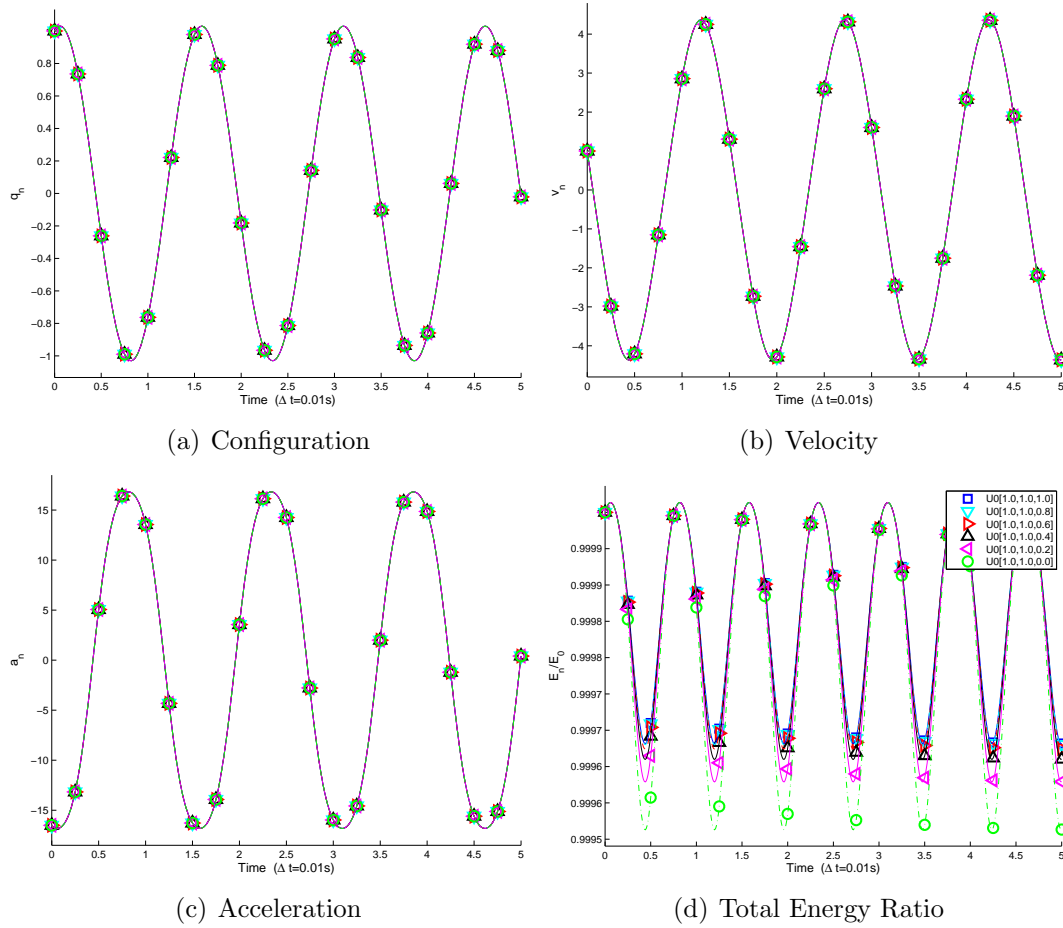 0.8
0.6
0.4
0.2
0
−0.2
−0.4
−0.6
−0.8
−1
q_n
0 0.5 1 1.5 2 2.5 3 3.5 4 4.5 5
Time (Δ t=0.01s)
(a) Configuration
4
3
2
1
0
−1
−2
−3
−4
v_n
0 0.5 1 1.5 2 2.5 3 3.5 4 4.5 5
Time (Δ t=0.01s)
(b) Velocity
15
10
5
0
−5
−10
−15
a_n
0 0.5 1 1.5 2 2.5 3 3.5 4 4.5 5
Time (Δ t=0.01s)
(c) Acceleration
U0[1.0,1.0,1.0]
U0[1.0,1.0,0.8]
U0[1.0,1.0,0.6]
U0[1.0,1.0,0.4]
U0[1.0,1.0,0.2]
U0[1.0,1.0,0.0]
0.9999
0.9999
0.9998
0.9998
0.9997
0.9997
0.9996
0.9996
0.9995
E_n/E_0
0 0.5 1 1.5 2 2.5 3 3.5 4 4.5 5
Time (Δ t=0.01s)
(d) Total Energy Ratio